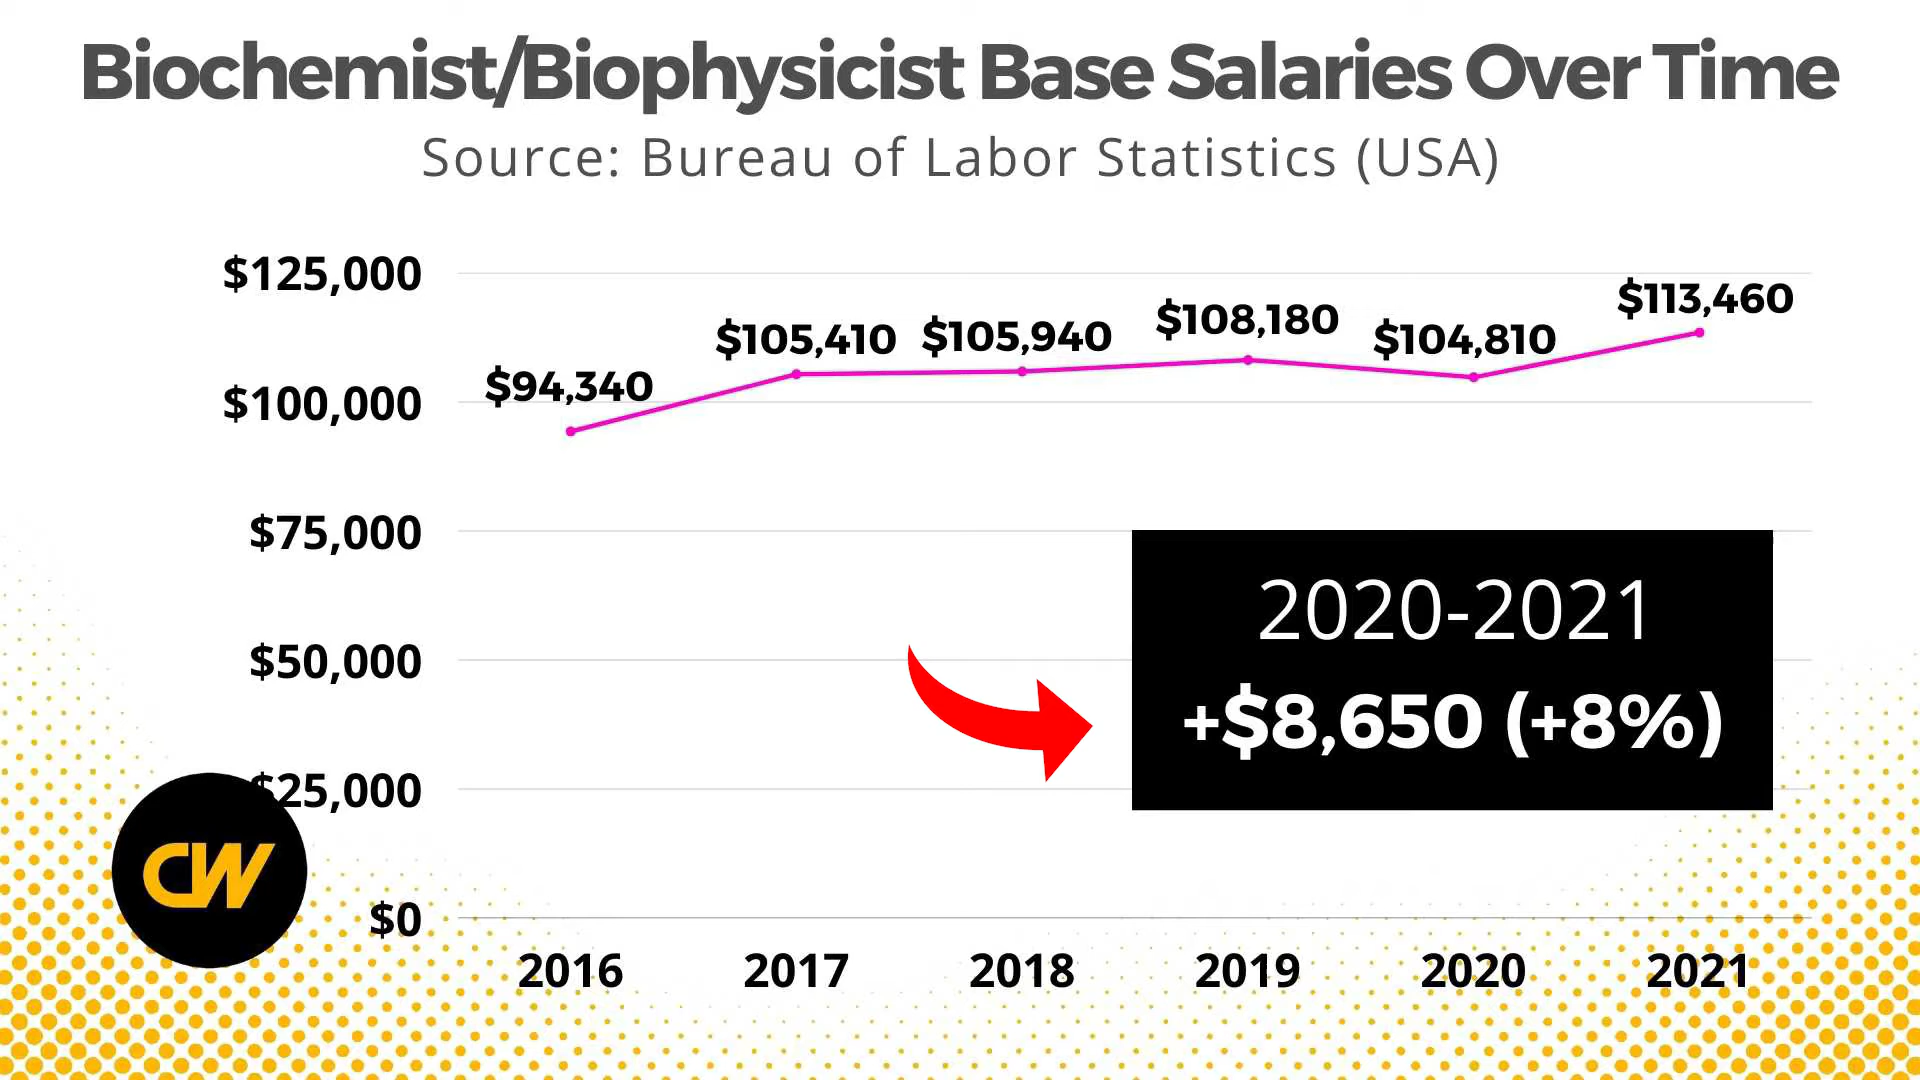 Biochemist/Biophysicist Base Salaries Over Time
Source: Bureau of Labor Statistics (USA)
$125,000
$113,460
$108,180
$105,410 $105,940 $104,810
$94,340
$100,000
$75,000
2020-2021
$50,000
+$8,650 (+8%)
$25,000
CW
$0
2016 2017 2018 2019 2020 2021